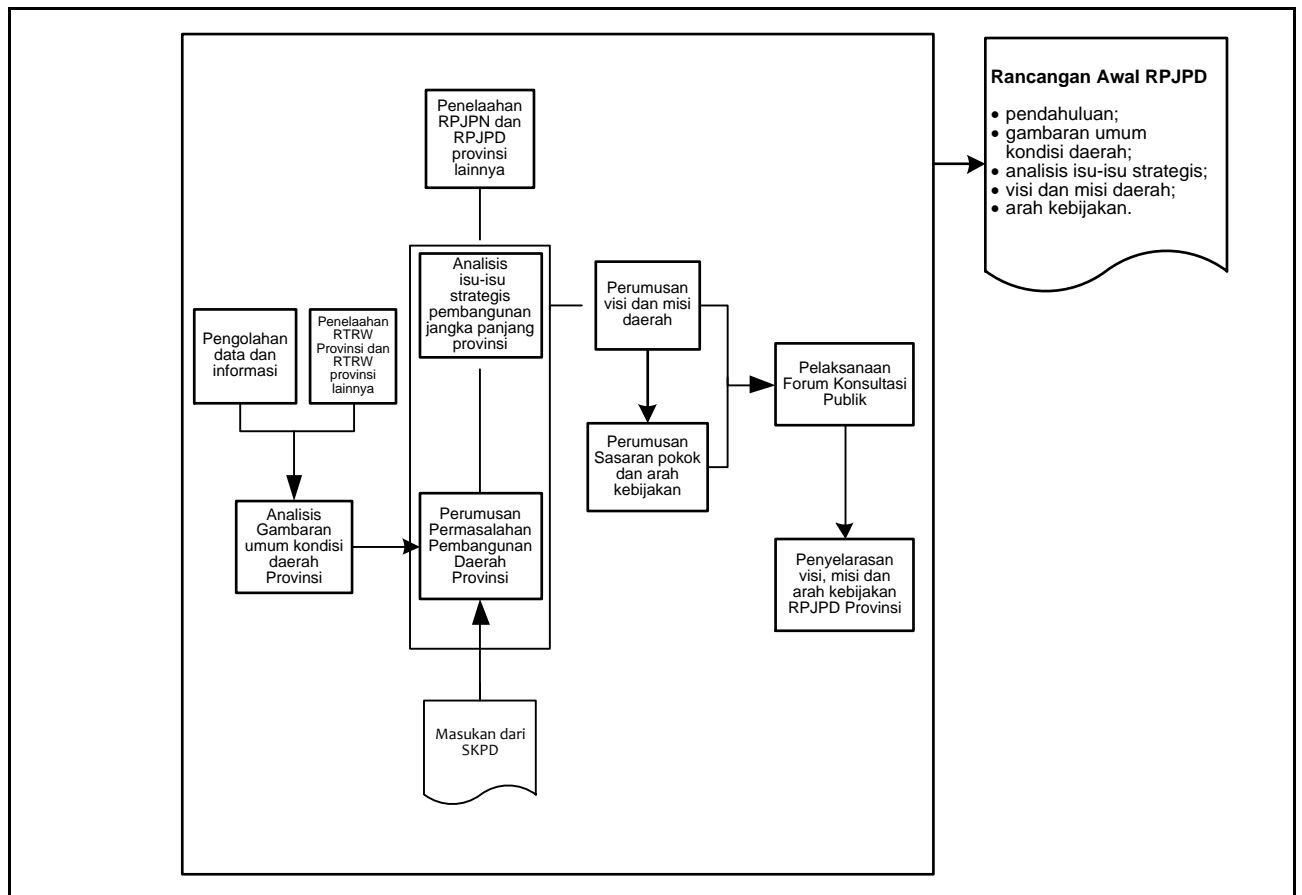 Rancangan Awal RPJPD
• pendahuluan;
• gambaran umum
kondisi daerah;
• analisis isu-isu strategis;
• visi dan misi daerah;
• arah kebijakan.
Penelaahan
RPJPN dan
RPJPD
provinsi
lainnya
Analisis
isu-isu
strategis
pembangunan
jangka panjang
provinsi
Pengolahan
data dan
informasi
Penelaahan
RTRW
Provinsi dan
RTRW
provinsi
lainnya
Perumusan
visi dan misi
daerah
Pelaksanaan
Forum Konsultasi
Publik
Perumusan
Sasaran pokok
dan arah
kebijakan
Analisis
Gambaran
umum kondisi
daerah
Provinsi
Perumusan
Permasalahan
Pembangunan
Daerah
Provinsi
Penyelarasan
visi, misi dan
arah kebijakan
RPJPD Provinsi
Masukan dari
SKPD